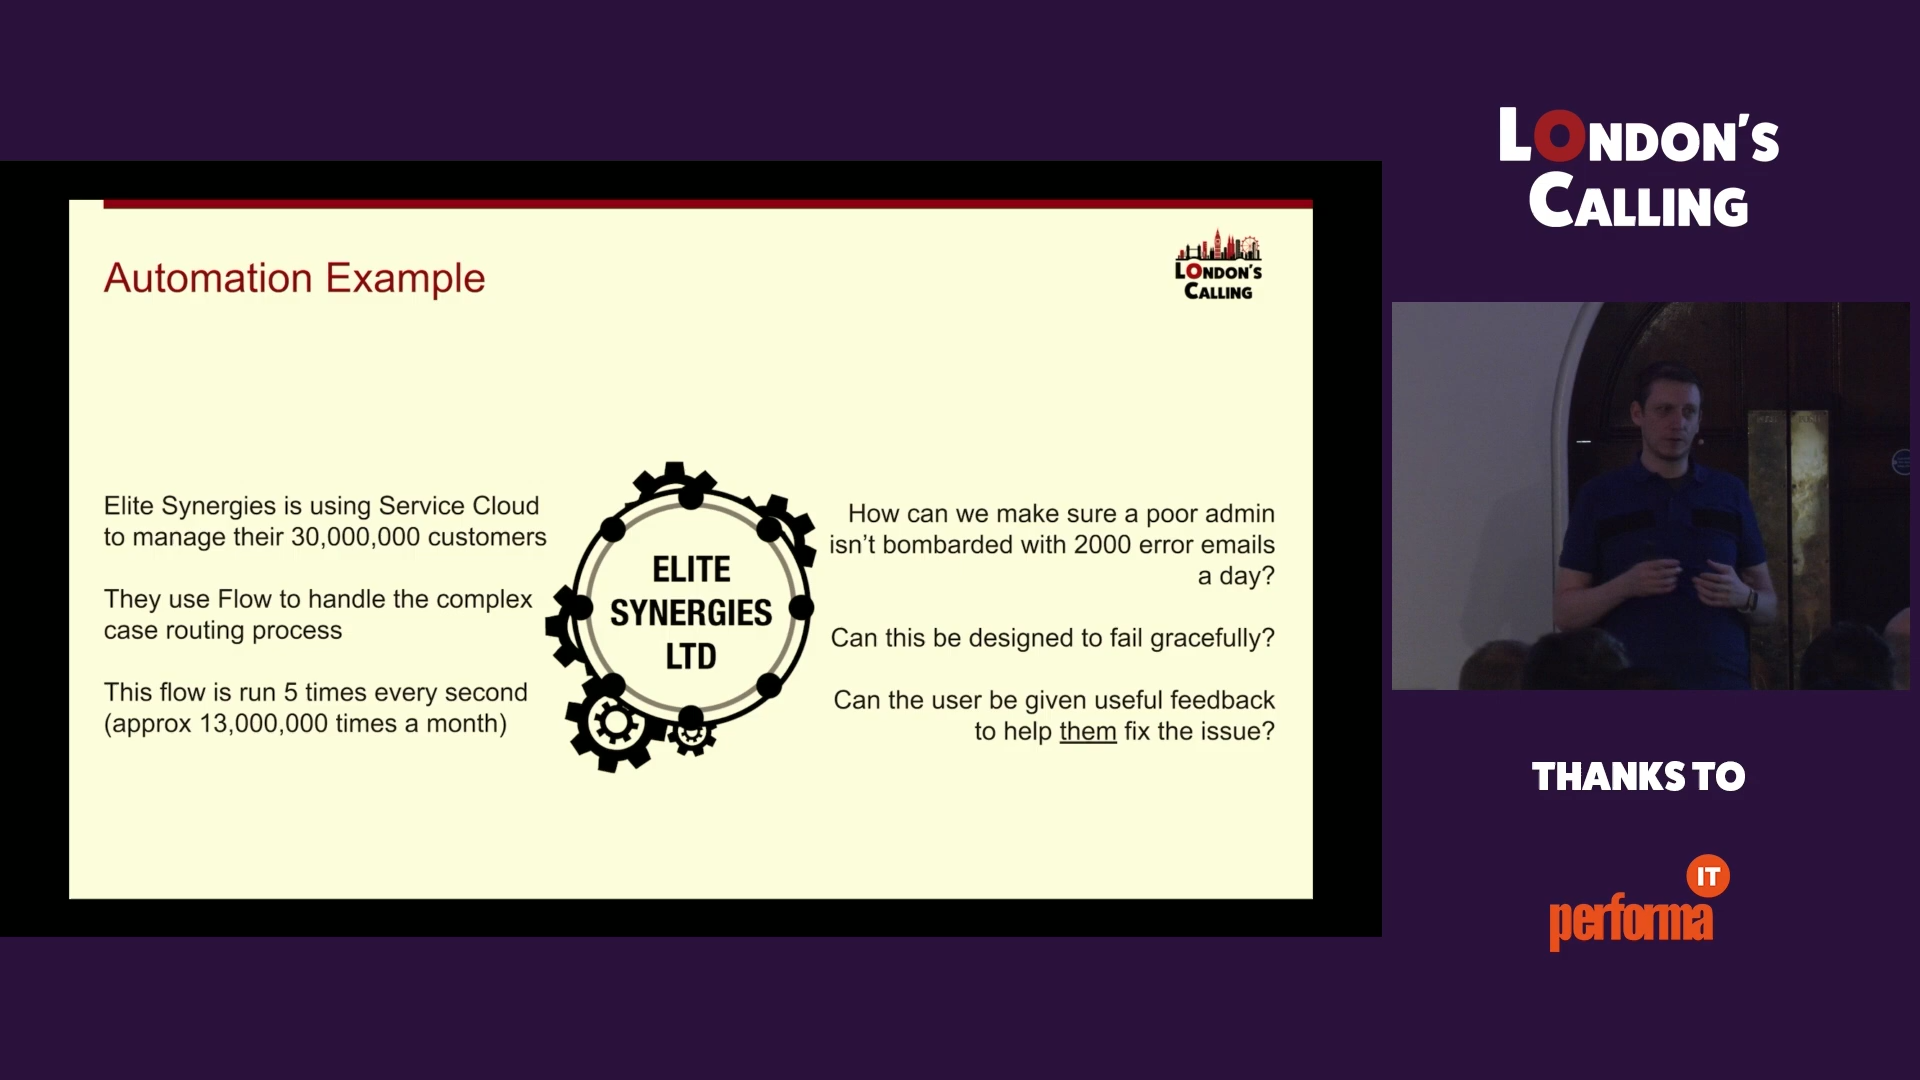 Automation Example
LONDON'S
CALLING
Elite Synergies is using Service Cloud
to manage their 30,000,000 customers
They use Flow to handle the complex
case routing process
This flow is run 5 times every second
(approx 13,000,000 times a month)
ELITE
SYNERGIES
LTD
How can we make sure a poor admin
isn't bombarded with 2000 error emails
a day?
Can this be designed to fail gracefully?
Can the user be given useful feedback
to help them fix the issue?
LONDON'S
CALLING
THANKS TO
IT
performa